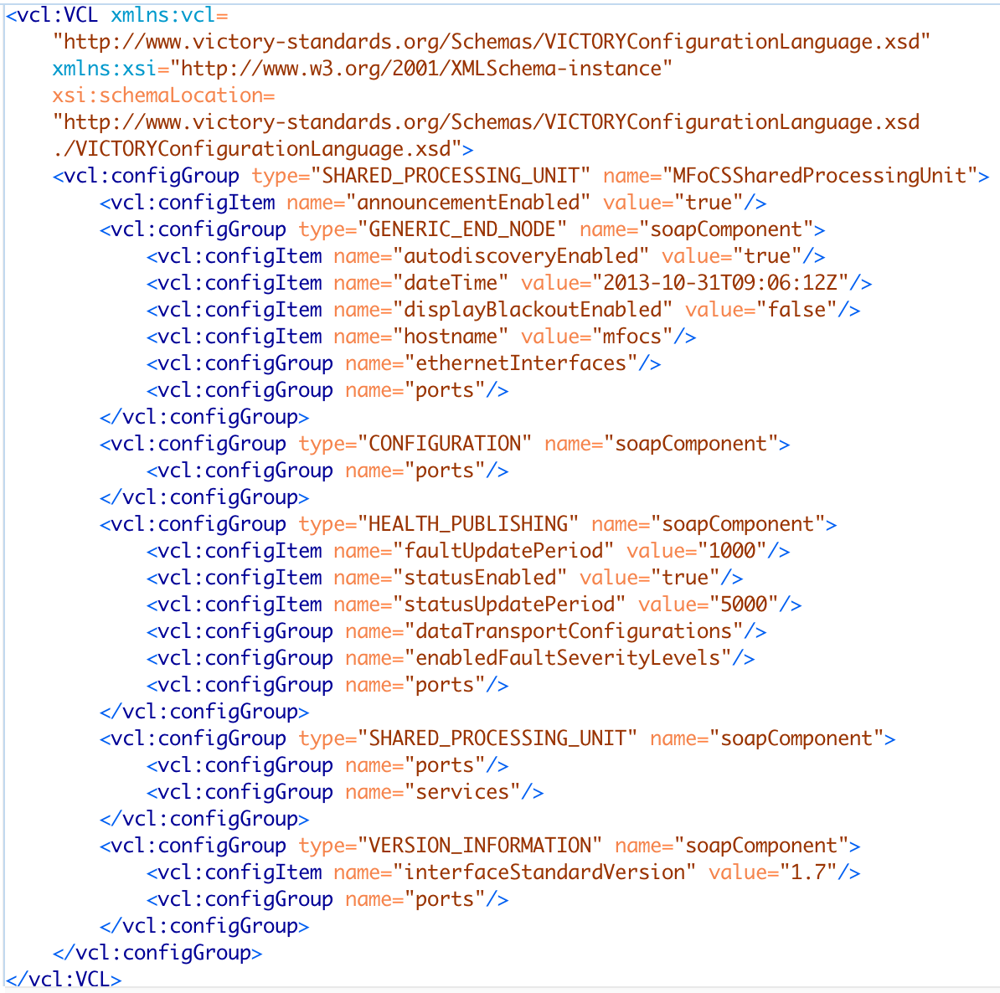 <vcl:VCL xmlns:vcl=
"http://www.victory-standards.org/Schemas/VICTORYConfigurationLanguage.xsd"
xmlns:xsi="http://www.w3.org/2001/XMLSchema-instance"
xsi:schemaLocation=
"http://www.victory-standards.org/Schemas/VICTORYConfigurationLanguage.xsd
./VICTORYConfigurationLanguage.xsd">
<vcl:configGroup type="SHARED_PROCESSING_UNIT" name="MFoCSSharedProcessingUnit">
<vcl:configItem name="announcementEnabled" value="true"/>
<vcl:configGroup type="GENERIC_END_NODE" name="soapComponent">
<vcl:configItem name="autodiscoveryEnabled" value="true"/>
<vcl:configItem name="dateTime" value="2013-10-31T09:06:12Z"/>
<vcl:configItem name="displayBlackoutEnabled" value="false"/>
<vcl:configItem name="hostname" value="mfocs"/>
<vcl:configGroup name="ethernetInterfaces"/>
<vcl:configGroup name="ports"/>
</vcl:configGroup>
<vcl:configGroup type="CONFIGURATION" name="soapComponent">
<vcl:configGroup name="ports"/>
</vcl:configGroup>
<vcl:configGroup type="HEALTH_PUBLISHING" name="soapComponent">
<vcl:configItem name="faultUpdatePeriod" value="1000"/>
<vcl:configItem name="statusEnabled" value="true"/>
<vcl:configItem name="statusUpdatePeriod" value="5000"/>
<vcl:configGroup name="dataTransportConfigurations"/>
<vcl:configGroup name="enabledFaultSeverityLevels"/>
<vcl:configGroup name="ports"/>
</vcl:configGroup>
<vcl:configGroup type="SHARED_PROCESSING_UNIT" name="soapComponent">
<vcl:configGroup name="ports"/>
<vcl:configGroup name="services"/>
</vcl:configGroup>
<vcl:configGroup type="VERSION_INFORMATION" name="soapComponent">
<vcl:configItem name="interfaceStandardVersion" value="1.7"/>
<vcl:configGroup name="ports"/>
</vcl:configGroup>
</vcl:configGroup>
</vcl:VCL>